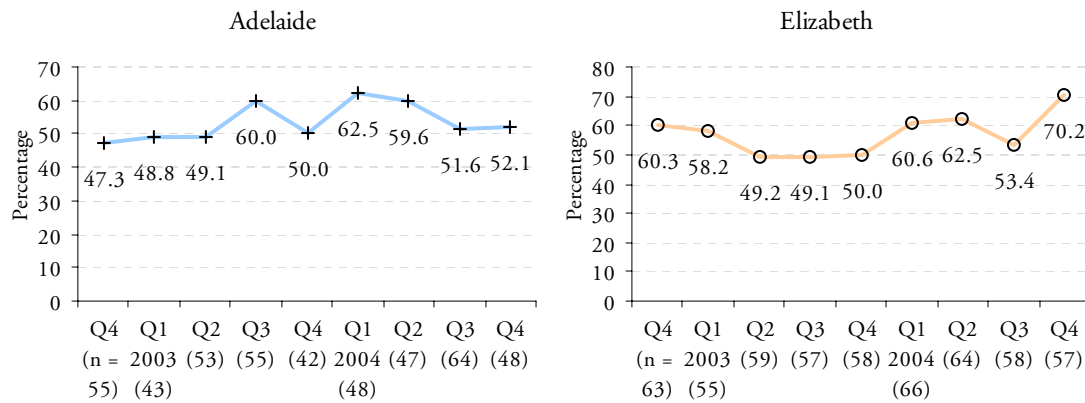 Adelaide
Percentage
70
60
50
40
30
20
10
0
47.3 48.8 49.1 60.0 50.0 62.5 59.6 51.6 52.1
Q4 Q1 Q2 Q3 Q4 Q1 Q2 Q3 Q4
(n = 2003 (53) (55) (42) 2004 (47) (64) (48)
55) (43) (48)
Elizabeth
Percentage
80
70
60
50
40
30
20
10
0
60.3 58.2 49.2 49.1 50.0 60.6 62.5 53.4 70.2
Q4 Q1 Q2 Q3 Q4 Q1 Q2 Q3 Q4
(n = 2003 (59) (57) (58) 2004 (64) (58) (57)
63) (55) (66)